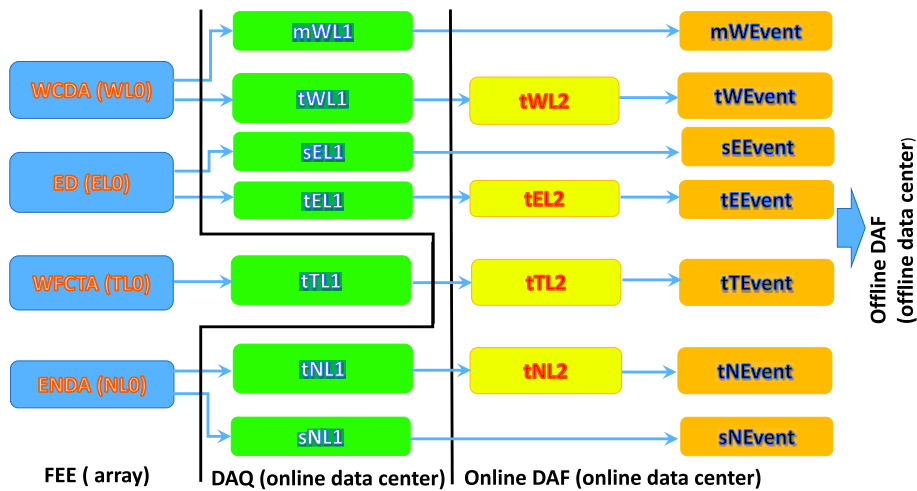 mWL1
mWEvent
WCDA (WL0)
tWL1
tWL2
tWEvent
sEL1
sEEvent
ED (EL0)
tEL1
tEL2
tEEvent
WFCTA (TL0)
tTL1
tTL2
tTEvent
Offline DAF
(offline data center)
ENDA (NL0)
tNL1
tNL2
tNEvent
sNL1
sNEvent
FEE ( array)
DAQ (online data center)
Online DAF (online data center)